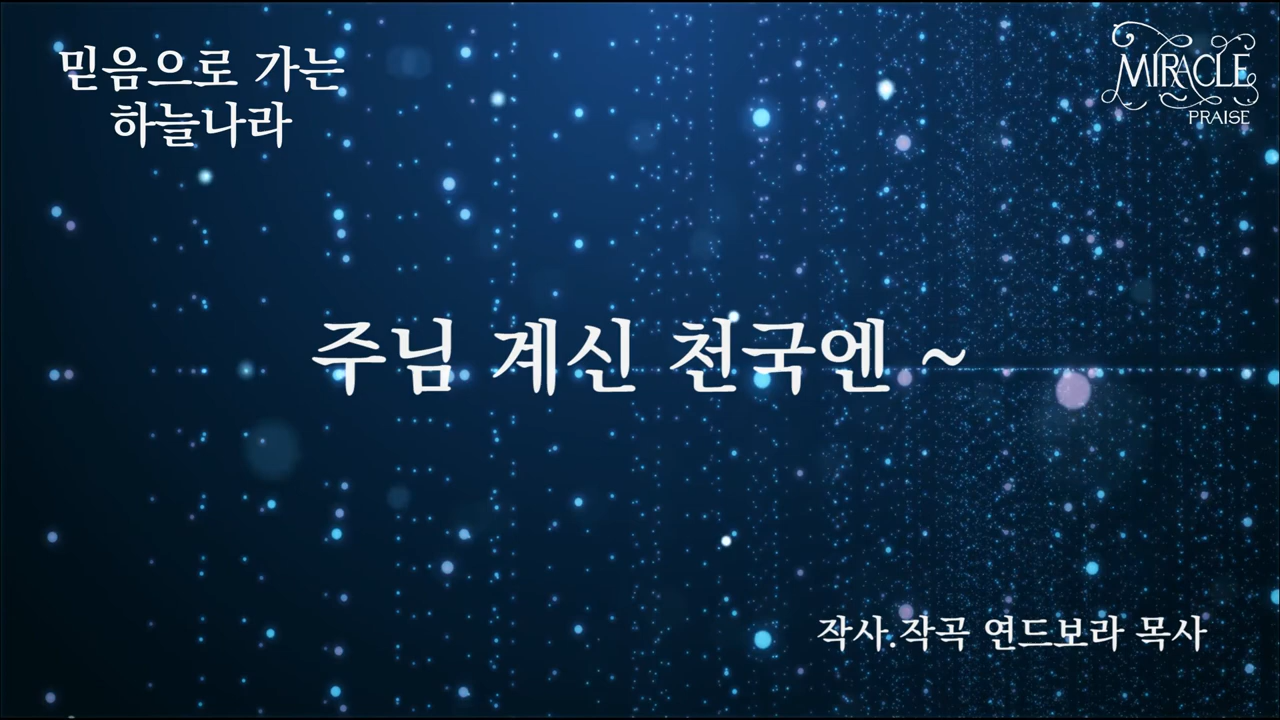 믿음으로 가는
하늘나라
MIRACLE
PRAISE
주님 계신 천국엔 ~
작사.작곡 연드보라 목사